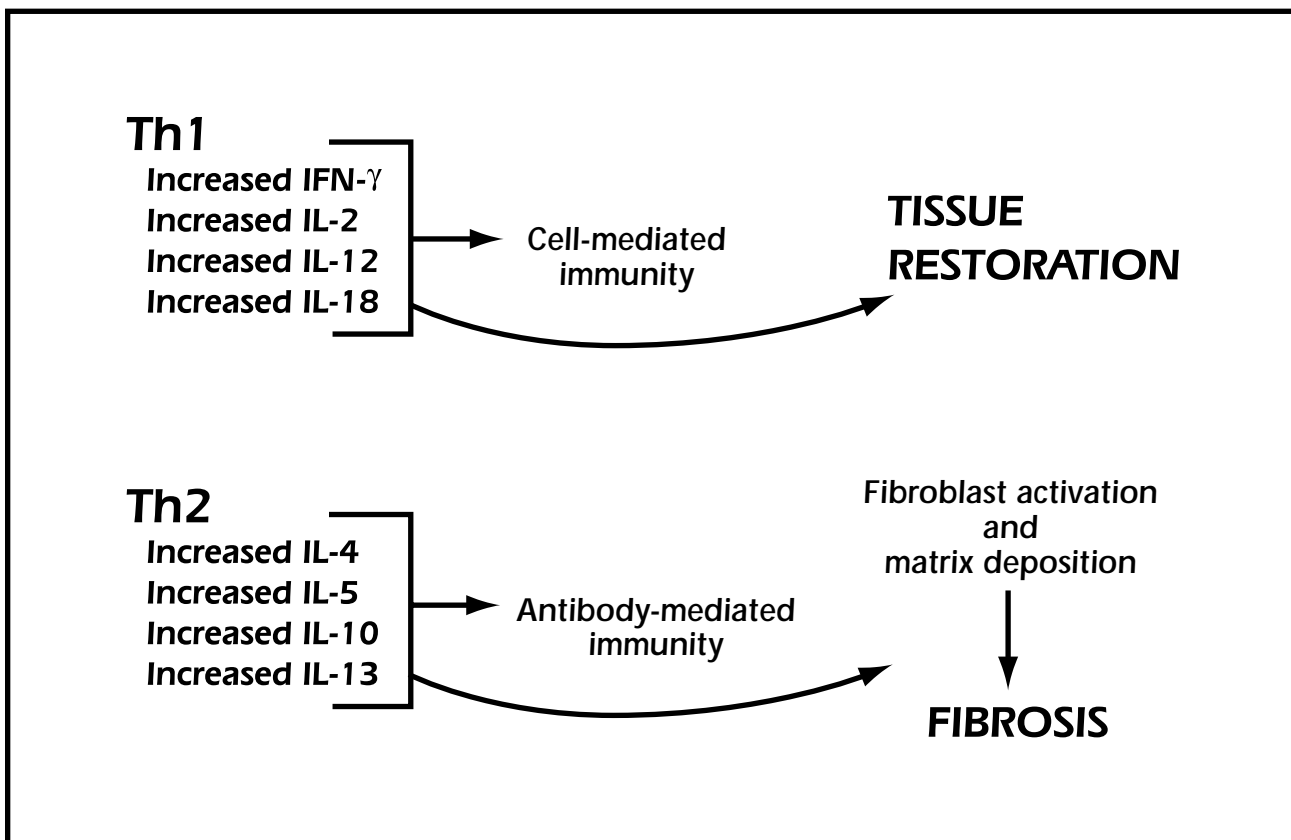 Th1
Increased IFN-γ
Increased IL-2
Increased IL-12
Increased IL-18
Cell-mediated
immunity
TISSUE
RESTORATION
Th2
Increased IL-4
Increased IL-5
Increased IL-10
Increased IL-13
Antibody-mediated
immunity
Fibroblast activation
and
matrix deposition
FIBROSIS